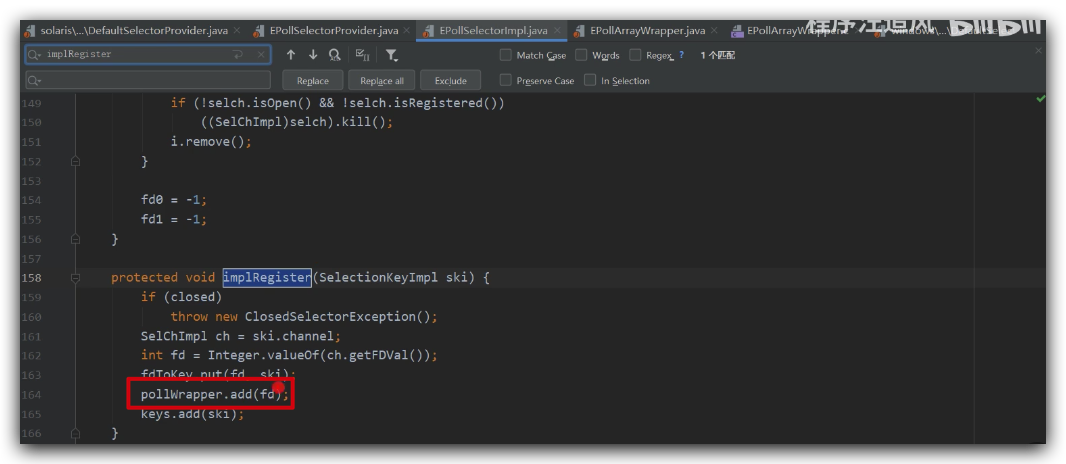 solaris\...\DefaultSelectorProvider.java × EPollSelectorProvider.java × EPollSelectorImpl.java × EPollArrayWrapper.java × EPollArrayWrapper.c
implRegister × Match Case Words Regex ? 1 个匹配
Replace Replace all Exclude Preserve Case In Selection
149 if (!selch.isOpen() && !selch.isRegistered())
150 ((SelChImpl)selch).kill();
151 i.remove();
152 }
153
154 fd0 = -1;
155 fd1 = -1;
156 }
157
158 protected void implRegister(SelectionKeyImpl ski) {
159 if (closed)
160 throw new ClosedSelectorException();
161 SelChImpl ch = ski.channel;
162 int fd = Integer.valueOf(ch.getFDVal());
163 fdToKey.put(fd, ski);
164 pollWrapper.add(fd);
165 keys.add(ski);
166 }